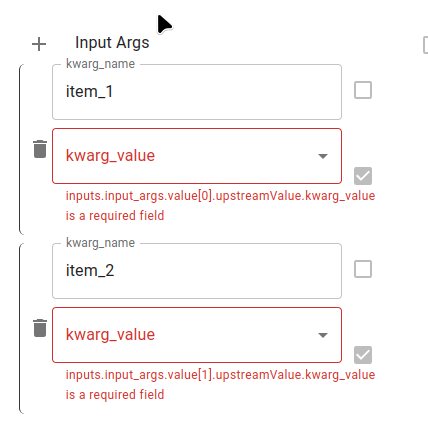 Input Args
kwarg_name
item_1
kwarg_value
inputs.input_args.value[0].upstreamValue.kwarg_value
is a required field
kwarg_name
item_2
kwarg_value
inputs.input_args.value[1].upstreamValue.kwarg_value
is a required field